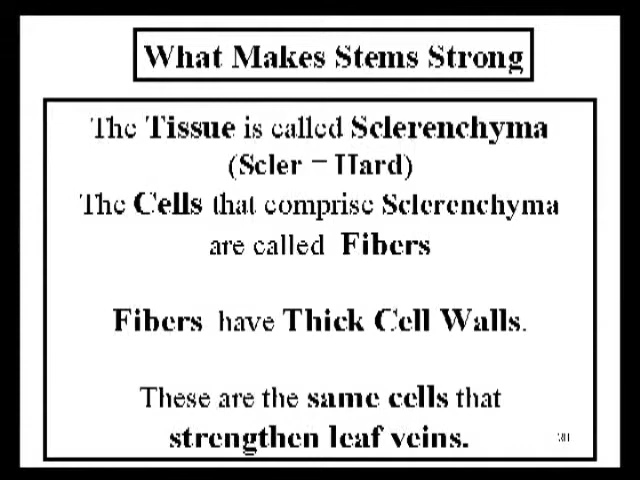 What Makes Stems Strong
The Tissue is called Sclerenchyma
(Scler = Hard)
The Cells that comprise Sclerenchyma
are called Fibers
Fibers have Thick Cell Walls.
These are the same cells that
strengthen leaf veins.